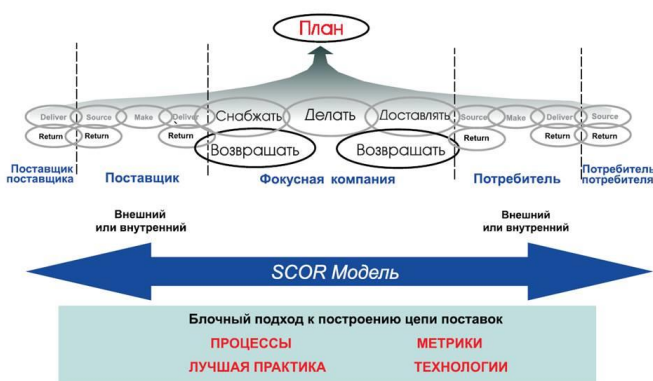 План
Deliver Source Make Deliver Снабжать Делать Доставлять Source Make Deliver Source
Return Return Return Возвращать Возвращать Return Return Return
Поставщик поставщика Поставщик Фокусная компания Потребитель Потребитель потребителя
Внешний или внутренний
Внешний или внутренний
SCOR Модель
Блочный подход к построению цепи поставок
ПРОЦЕССЫ МЕТРИКИ
ЛУЧШАЯ ПРАКТИКА ТЕХНОЛОГИИ